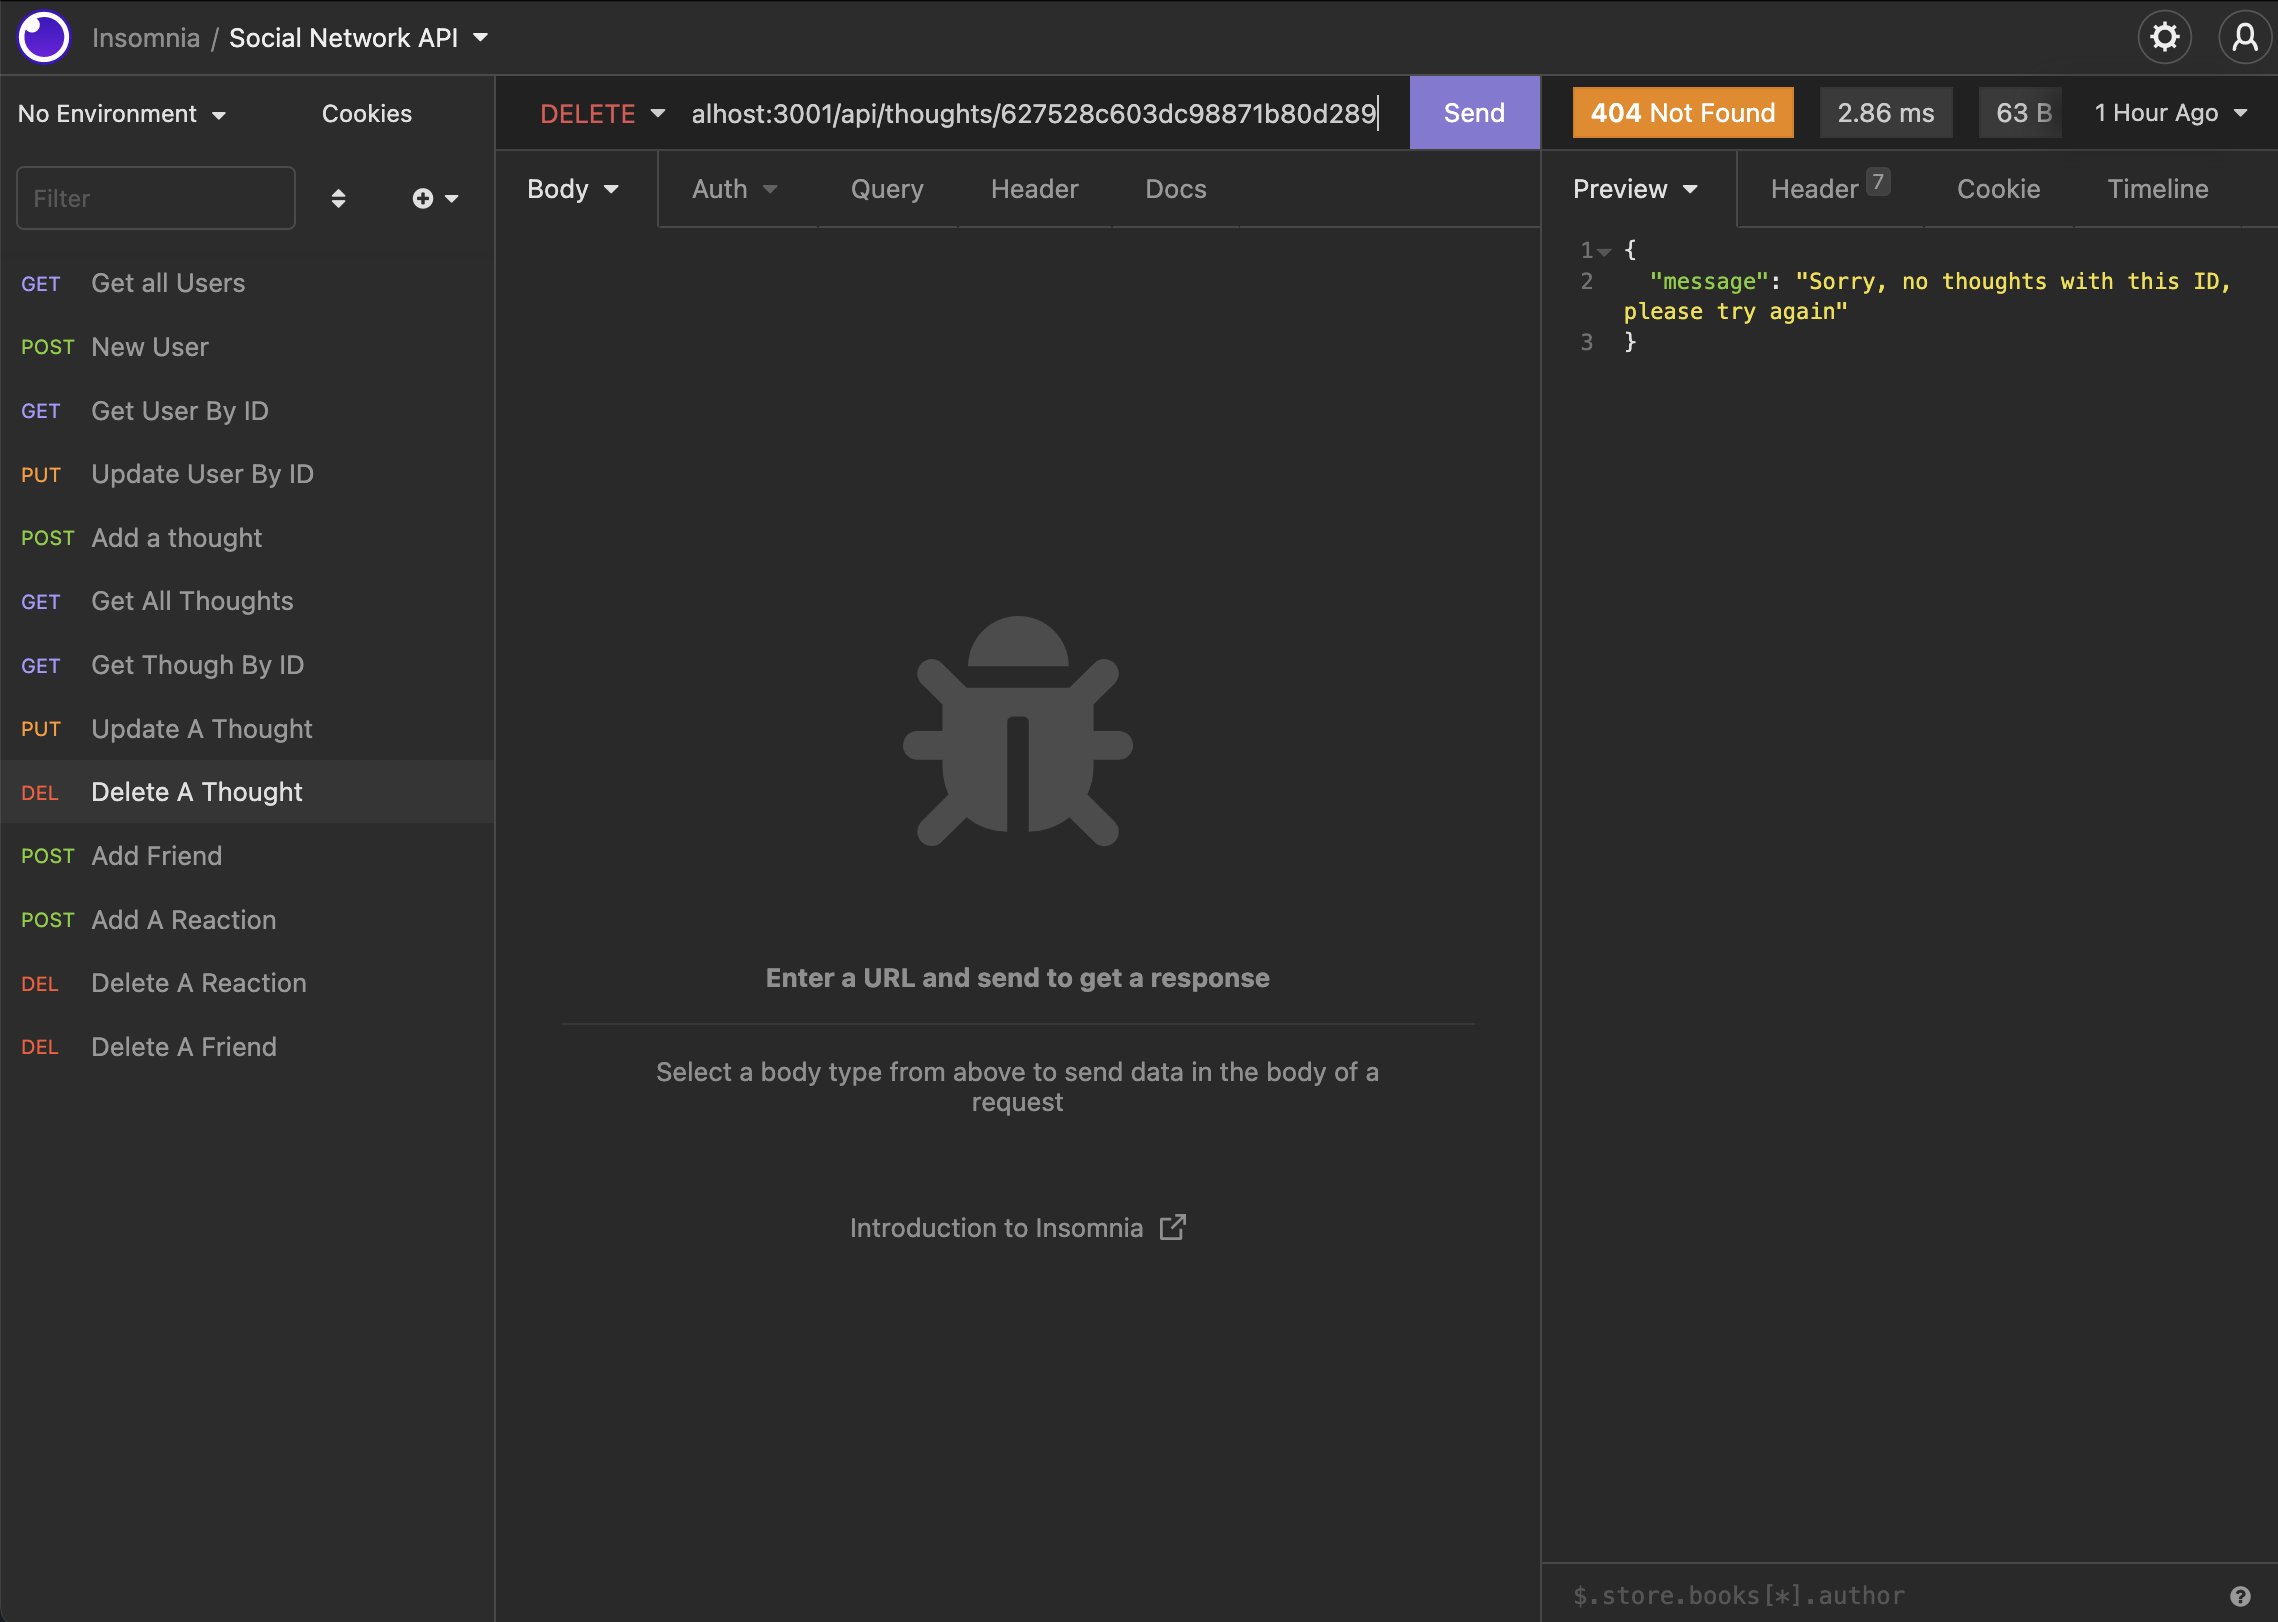 Insomnia / Social Network API
No Environment
Cookies
Filter
GET Get all Users
POST New User
GET Get User By ID
PUT Update User By ID
POST Add a thought
GET Get All Thoughts
GET Get Though By ID
PUT Update A Thought
DEL Delete A Thought
POST Add Friend
POST Add A Reaction
DEL Delete A Reaction
DEL Delete A Friend
DELETE alhost:3001/api/thoughts/627528c603dc98871b80d289 Send
Body Auth Query Header Docs
Enter a URL and send to get a response
Select a body type from above to send data in the body of a
request
Introduction to Insomnia
404 Not Found 2.86 ms 63 B 1 Hour Ago
Preview Header 7 Cookie Timeline
1 {
2 "message": "Sorry, no thoughts with this ID,
please try again"
3 }
$.store.books[*].author
?